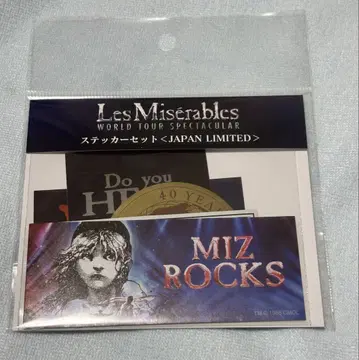 Les Misérables
WORLD TOUR SPECTACULAR
ステッカーセット<JAPAN LIMITED>
Do you
HE
40 YEA
MIZ
ROCKS